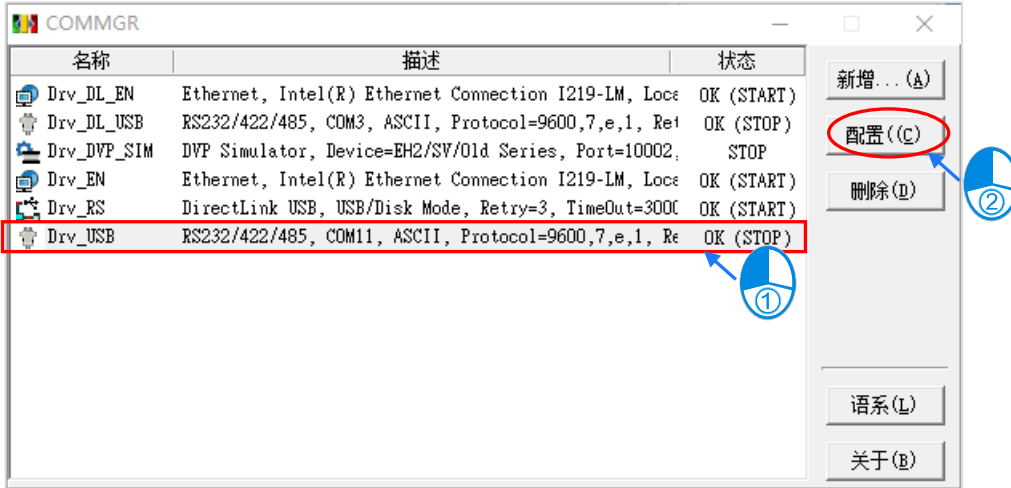 COMMGR
名称 描述 状态
Drv_DL_EN Ethernet, Intel(R) Ethernet Connection I219-LM, Loca OK (START)
Drv_DL_USB RS232/422/485, COM3, ASCII, Protocol=9600,7,e,1, Ret OK (STOP)
Drv_DVP_SIM DVP Simulator, Device=EH2/SV/Old Series, Port=10002, STOP
Drv_EN Ethernet, Intel(R) Ethernet Connection I219-LM, Loca OK (START)
Drv_RS DirectLink USB, USB/Disk Mode, Retry=3, TimeOut=3000 OK (START)
Drv_USB RS232/422/485, COM11, ASCII, Protocol=9600,7,e,1, Re OK (STOP)
新增...(A)
配置((C)
删除(D)
语系(L)
关于(B)
①
②